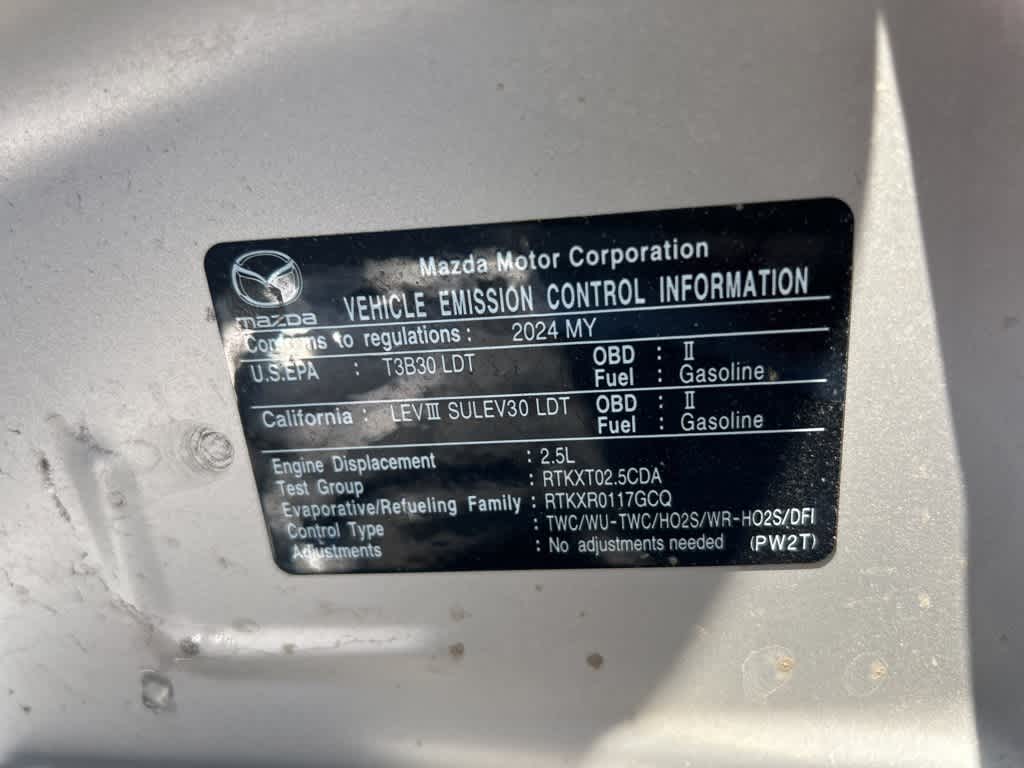 Mazda Motor Corporation
mazda
VEHICLE EMISSION CONTROL INFORMATION
Conforms to regulations : 2024 MY
U.S.EPA : T3B30 LDT OBD : II
Fuel : Gasoline
California : LEV III SULEV30 LDT OBD : II
Fuel : Gasoline
Engine Displacement : 2.5L
Test Group : RTKXT02.5CDA
Evaporative/Refueling Family : RTKXR0117GCQ
Control Type : TWC/WU-TWC/HO2S/WR-HO2S/DFI
Adjustments : No adjustments needed (PW2T)